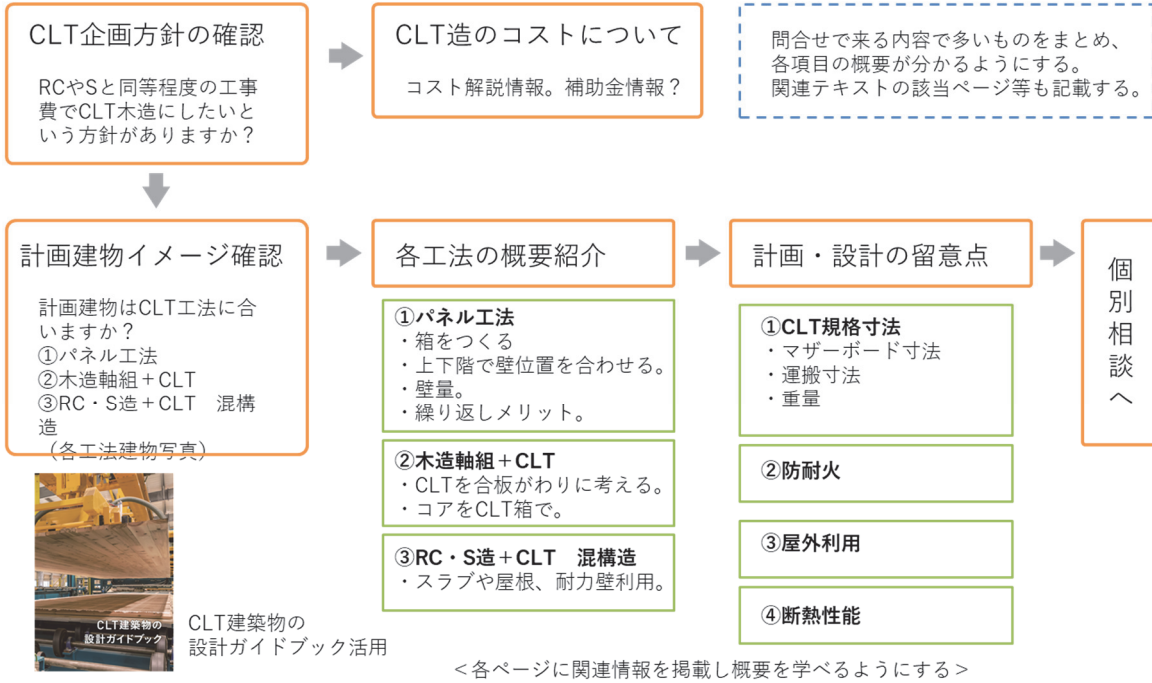 CLT企画方針の確認
RCやSと同等程度の工事
費でCLT木造にしたいと
いう方針がありますか？
CLT造のコストについて
コスト解説情報。補助金情報？
問合せで来る内容で多いものをまとめ、
各項目の概要が分かるようにする。
関連テキストの該当ページ等も記載する。
計画建物イメージ確認
計画建物はCLT工法に合
いますか？
①パネル工法
②木造軸組＋CLT
③RC・S造＋CLT　混構
造
（各工法建物写真）
各工法の概要紹介
①パネル工法
・箱をつくる
・上下階で壁位置を合わせる。
・壁量。
・繰り返しメリット。
②木造軸組＋CLT
・CLTを合板がわりに考える。
・コアをCLT箱で。
③RC・S造＋CLT　混構造
・スラブや屋根、耐力壁利用。
計画・設計の留意点
①CLT規格寸法
・マザーボード寸法
・運搬寸法
・重量
②防耐火
③屋外利用
④断熱性能
個別相談へ
CLT建築物の
設計ガイドブック
CLT建築物の
設計ガイドブック活用
＜各ページに関連情報を掲載し概要を学べるようにする＞